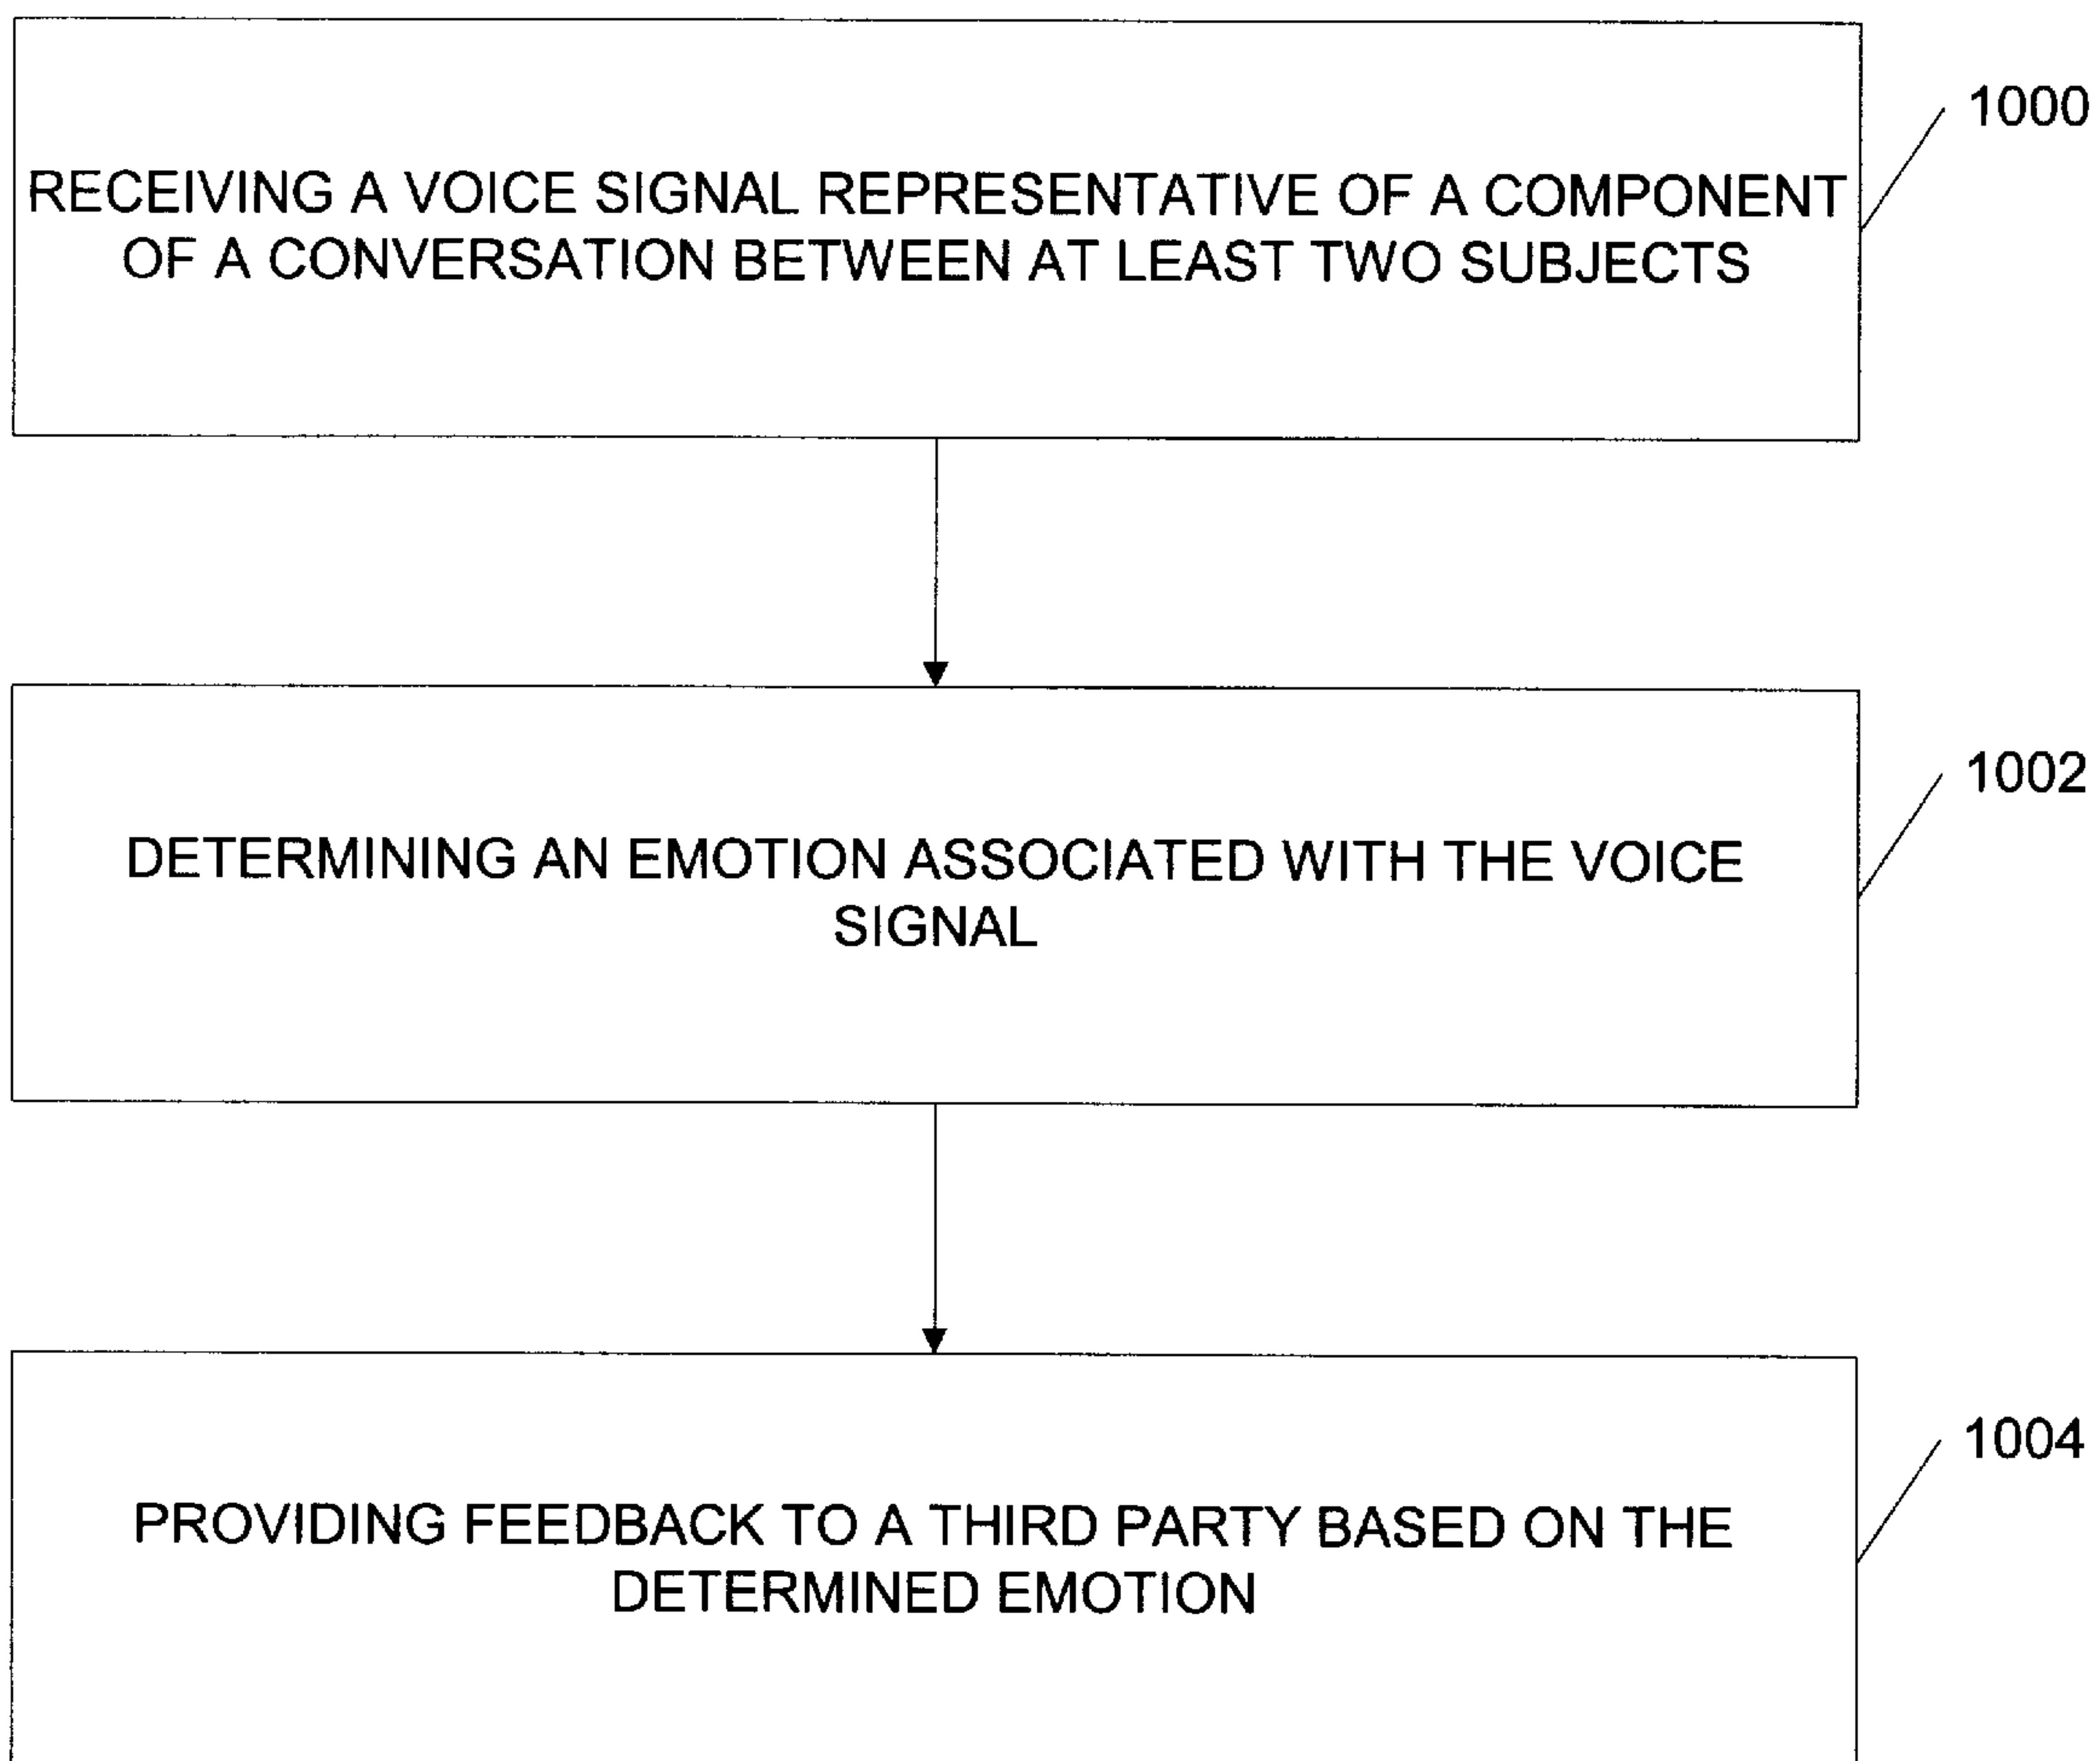 RECEIVING A VOICE SIGNAL REPRESENTATIVE OF A COMPONENT
OF A CONVERSATION BETWEEN AT LEAST TWO SUBJECTS
1000
DETERMINING AN EMOTION ASSOCIATED WITH THE VOICE
SIGNAL
1002
PROVIDING FEEDBACK TO A THIRD PARTY BASED ON THE
DETERMINED EMOTION
1004